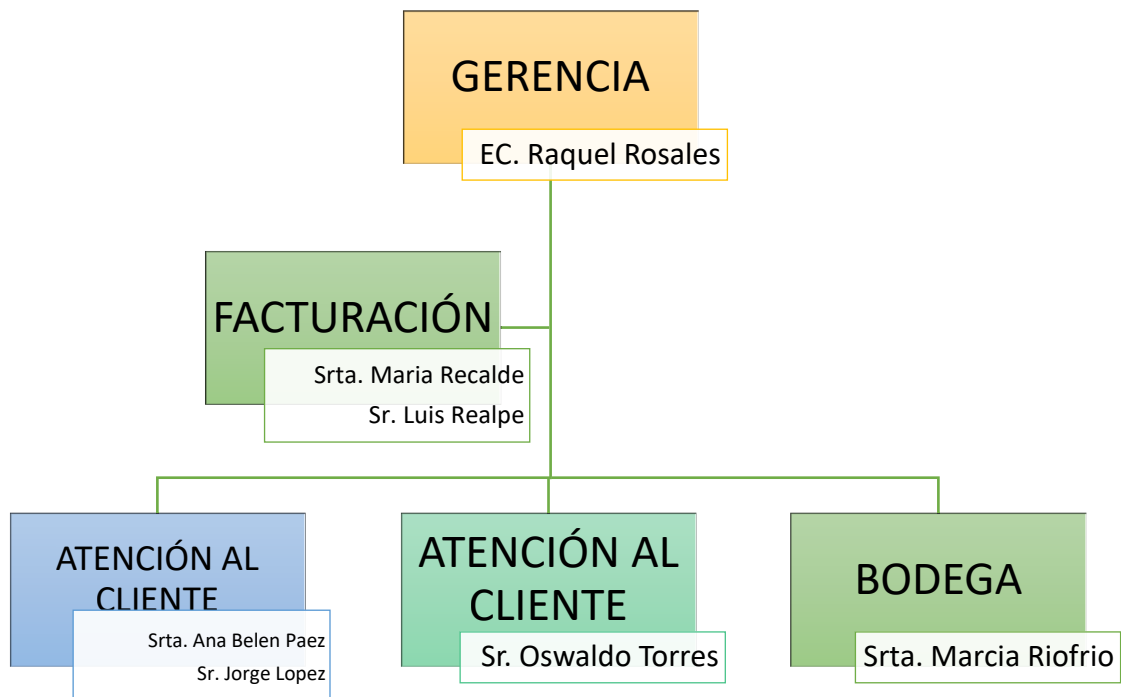 GERENCIA
EC. Raquel Rosales
FACTURACIÓN
Srta. Maria Recalde
Sr. Luis Realpe
ATENCIÓN AL
CLIENTE
Srta. Ana Belen Paez
Sr. Jorge Lopez
ATENCIÓN AL
CLIENTE
Sr. Oswaldo Torres
BODEGA
Srta. Marcia Riofrio